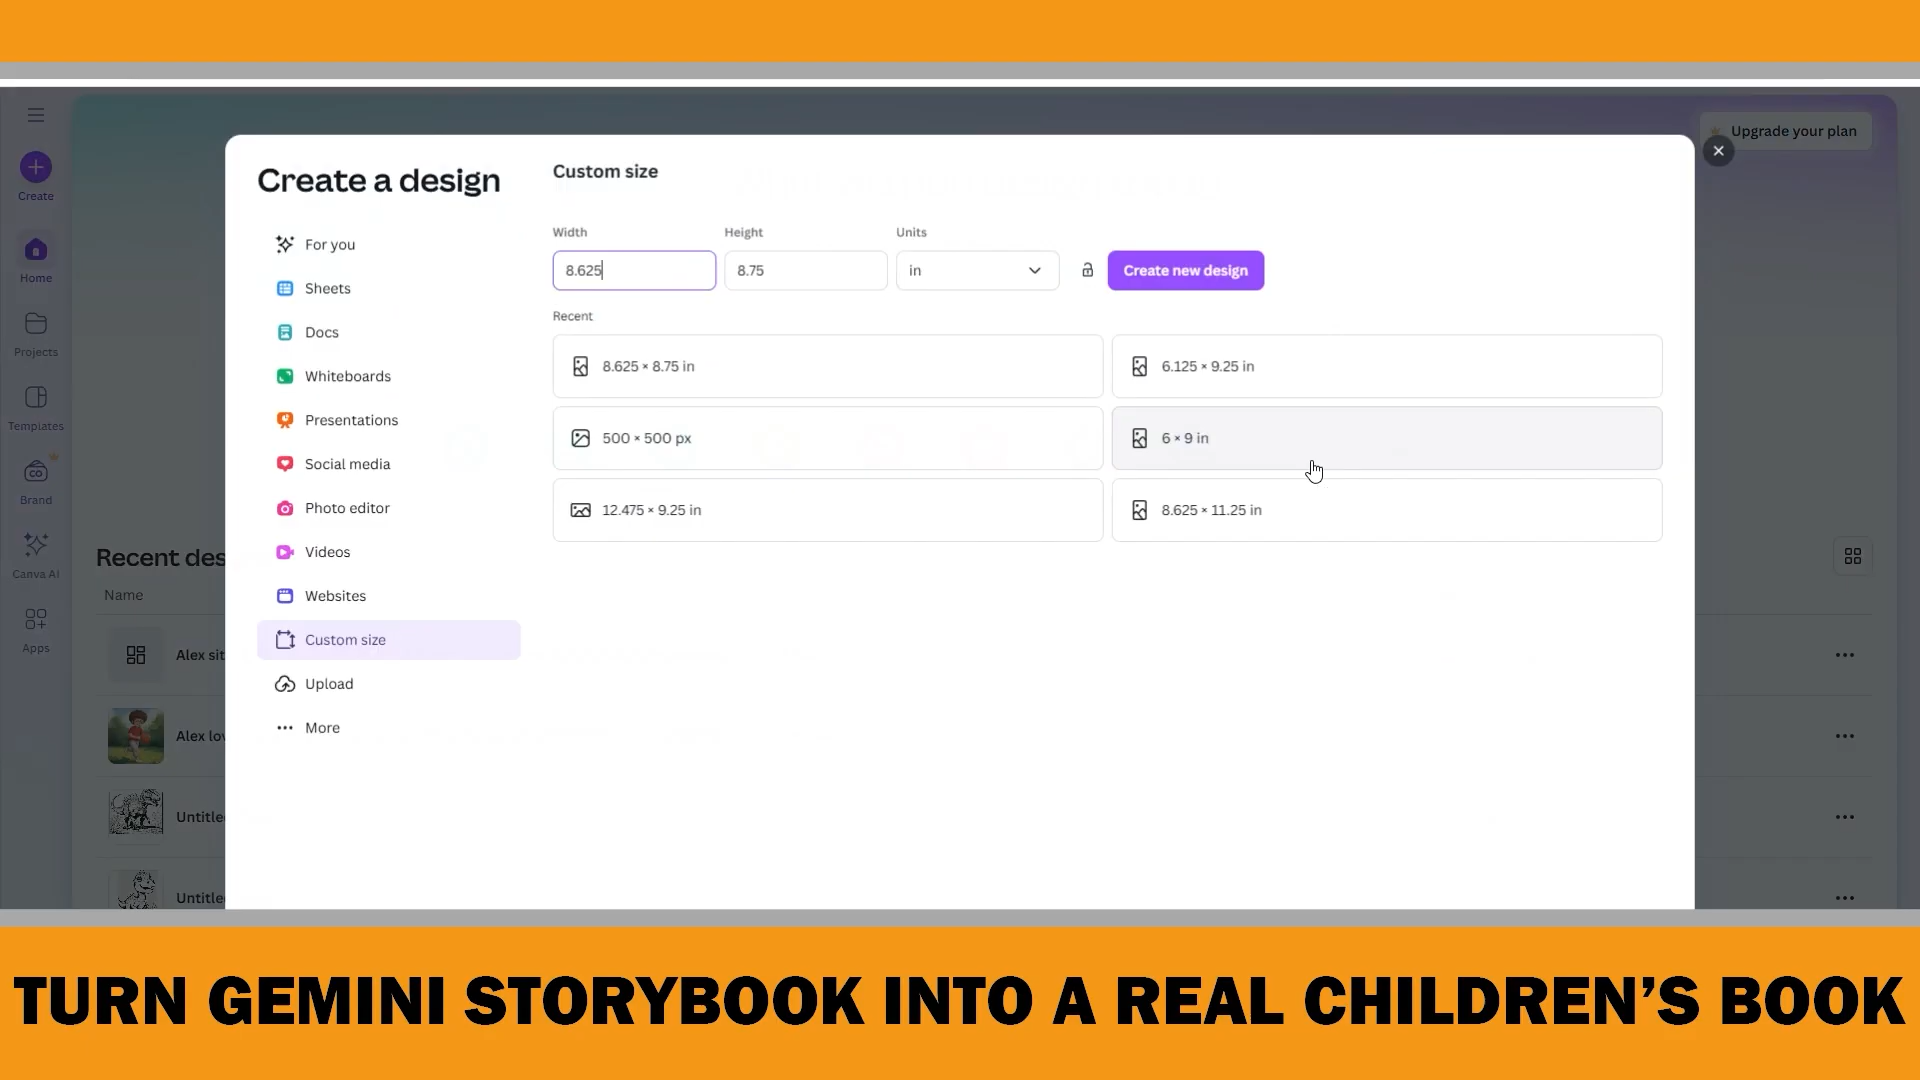 Upgrade your plan
Create
Home
Projects
Templates
Brand
Canva AI
Apps
Recent des
Name
Alex sit
Alex lov
Untitle
Untitle
Create a design
For you
Sheets
Docs
Whiteboards
Presentations
Social media
Photo editor
Videos
Websites
Custom size
Upload
More
Custom size
Width
Height
Units
8.625
8.75
in
Create new design
Recent
8.625 × 8.75 in
6.125 × 9.25 in
500 × 500 px
6 × 9 in
12.475 × 9.25 in
8.625 × 11.25 in
TURN GEMINI STORYBOOK INTO A REAL CHILDREN’S BOOK